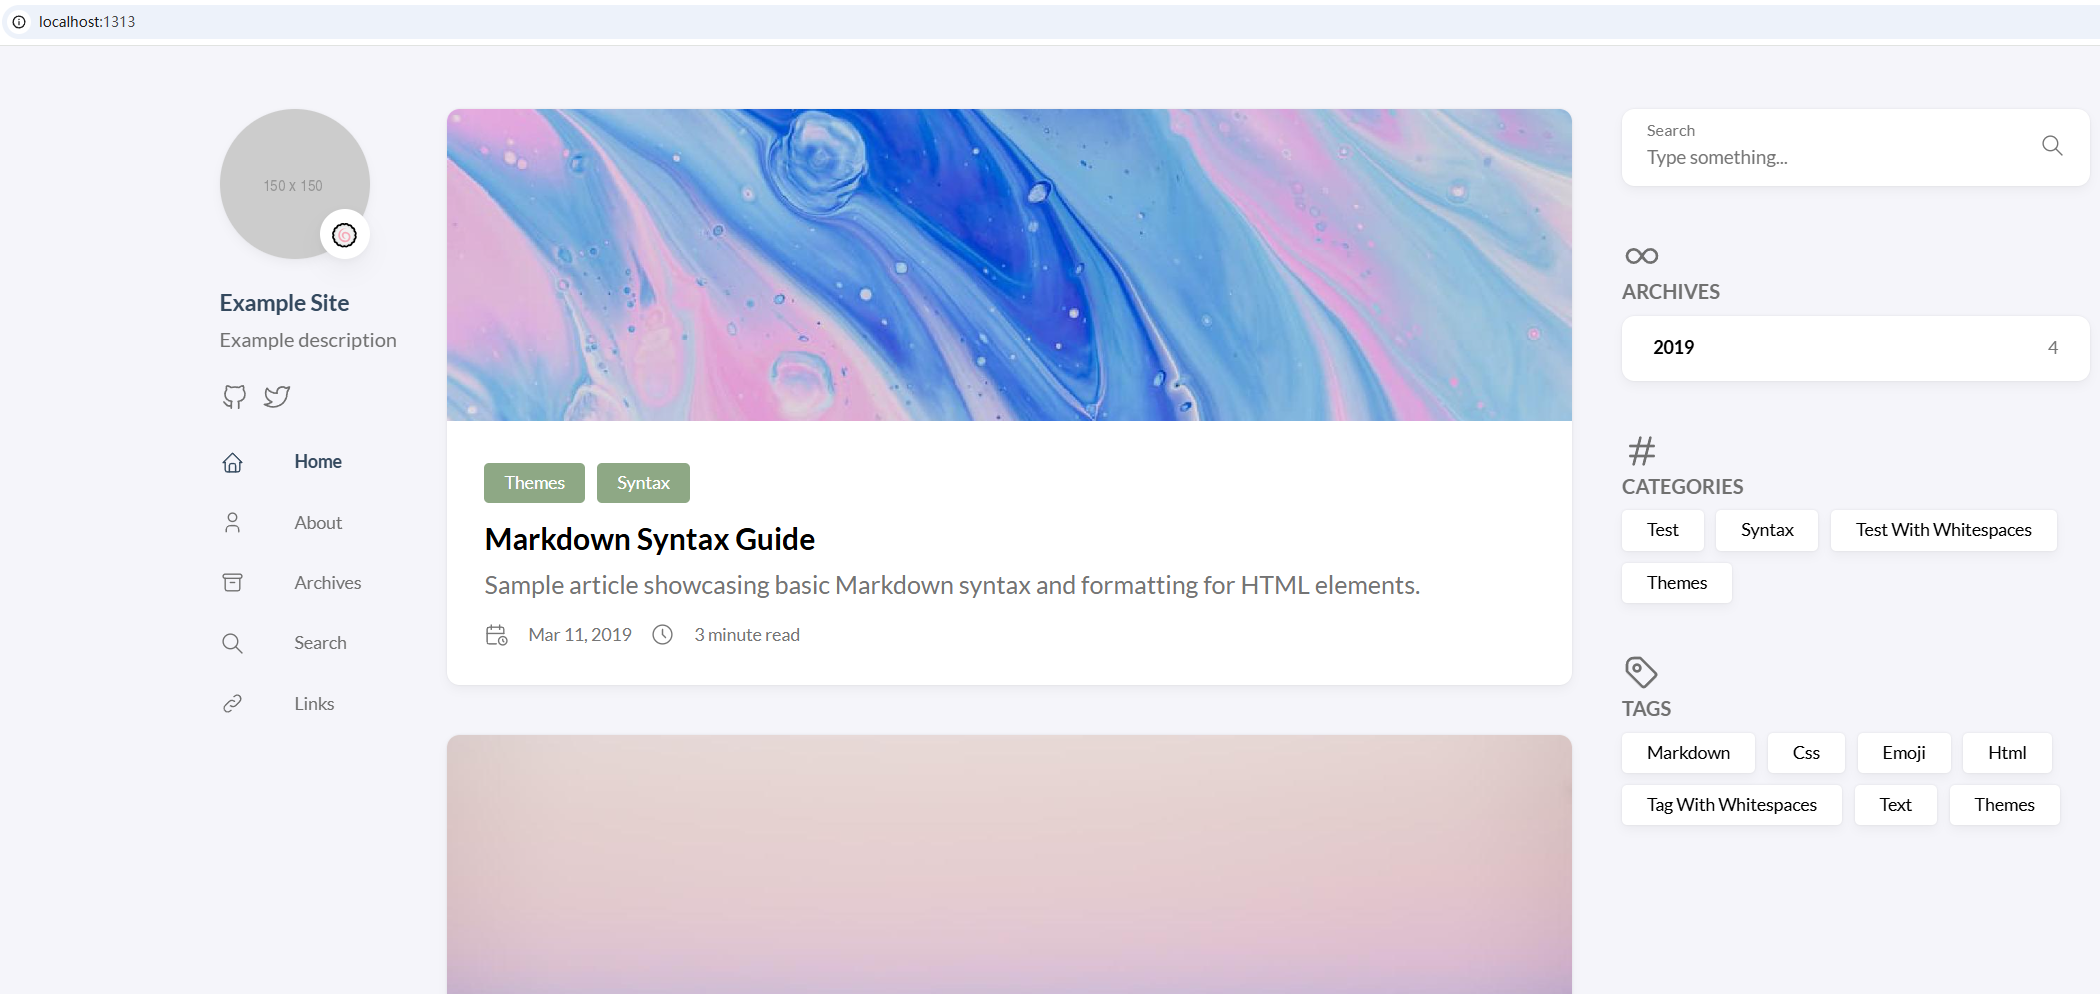 localhost:1313
150 x 150
Example Site
Example description
Home
About
Archives
Search
Links
Themes Syntax
Markdown Syntax Guide
Sample article showcasing basic Markdown syntax and formatting for HTML elements.
Mar 11, 2019 3 minute read
Search
Type something...
ARCHIVES
2019 4
CATEGORIES
Test Syntax Test With Whitespaces
Themes
TAGS
Markdown Css Emoji Html
Tag With Whitespaces Text Themes